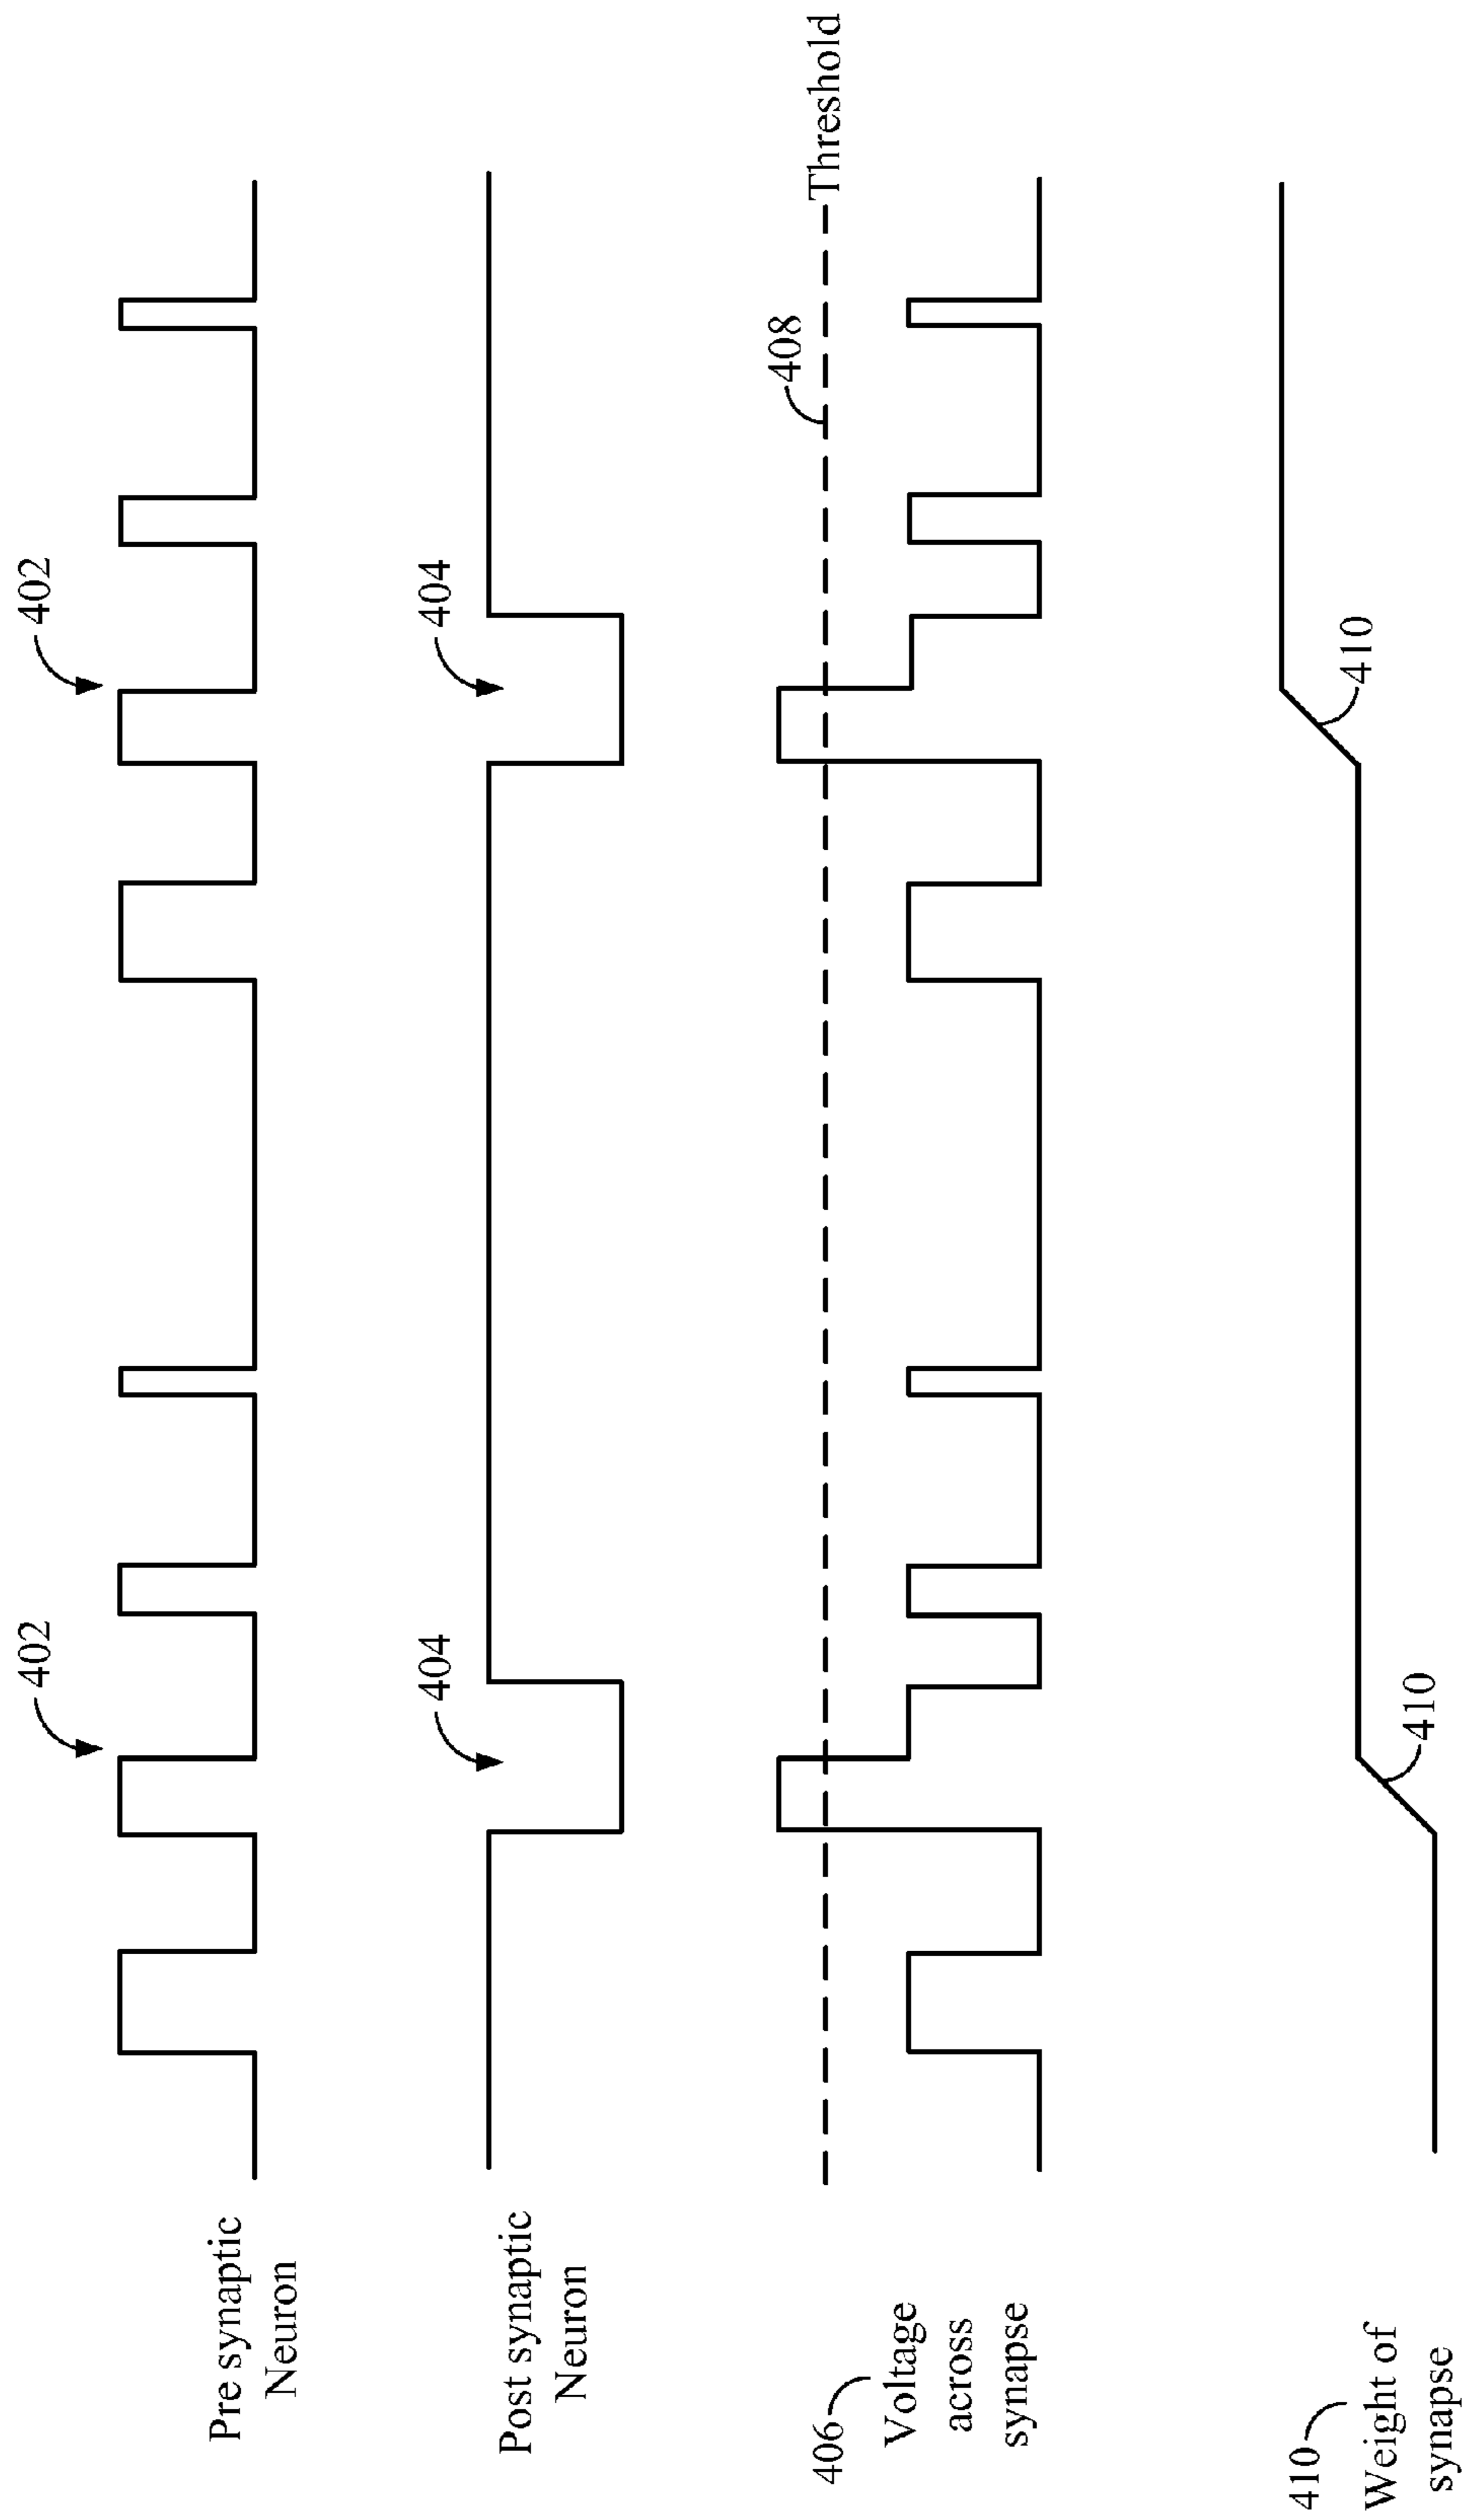 402
402
Pre synaptic
Neuron
404
404
Post synaptic
Neuron
408
Threshold
406
Voltage
across
synapse
410
410
410
Weight of
synapse